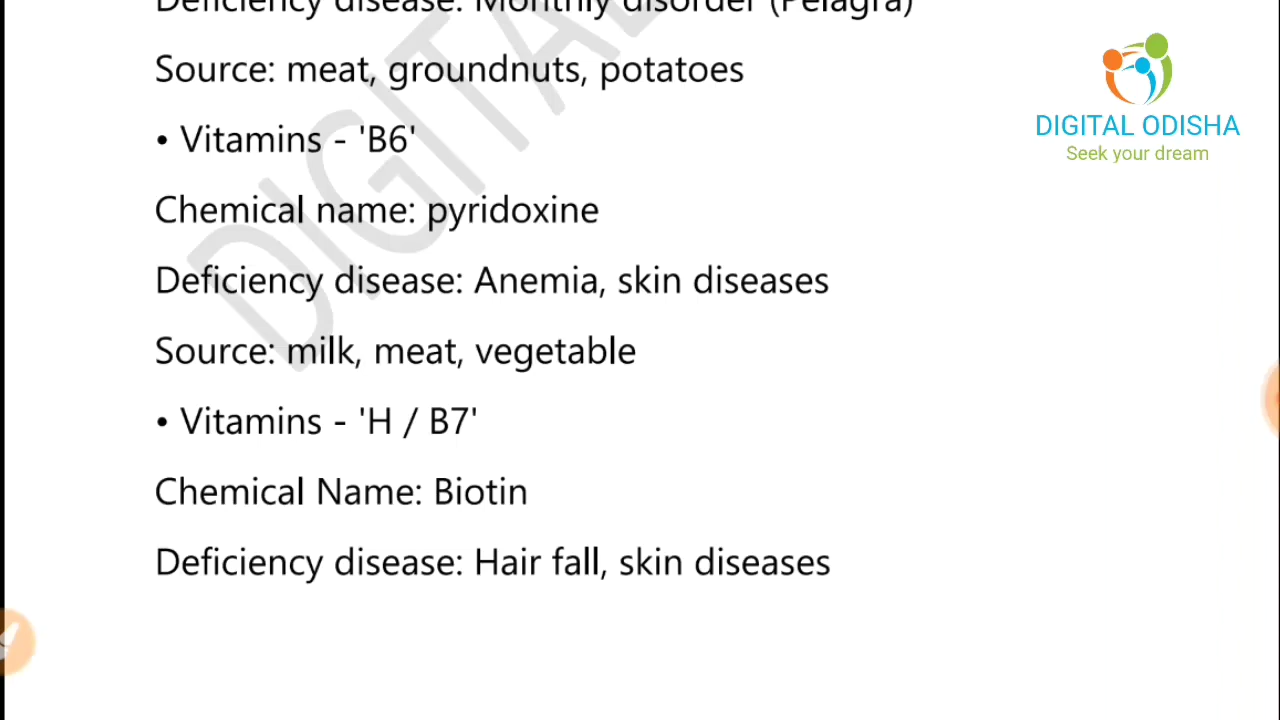 Deficiency disease: Monthly disorder (Pelagra)
Source: meat, groundnuts, potatoes
• Vitamins - 'B6'
Chemical name: pyridoxine
Deficiency disease: Anemia, skin diseases
Source: milk, meat, vegetable
• Vitamins - 'H / B7'
Chemical Name: Biotin
Deficiency disease: Hair fall, skin diseases
DIGITAL ODISHA
Seek your dream
DIGITAL